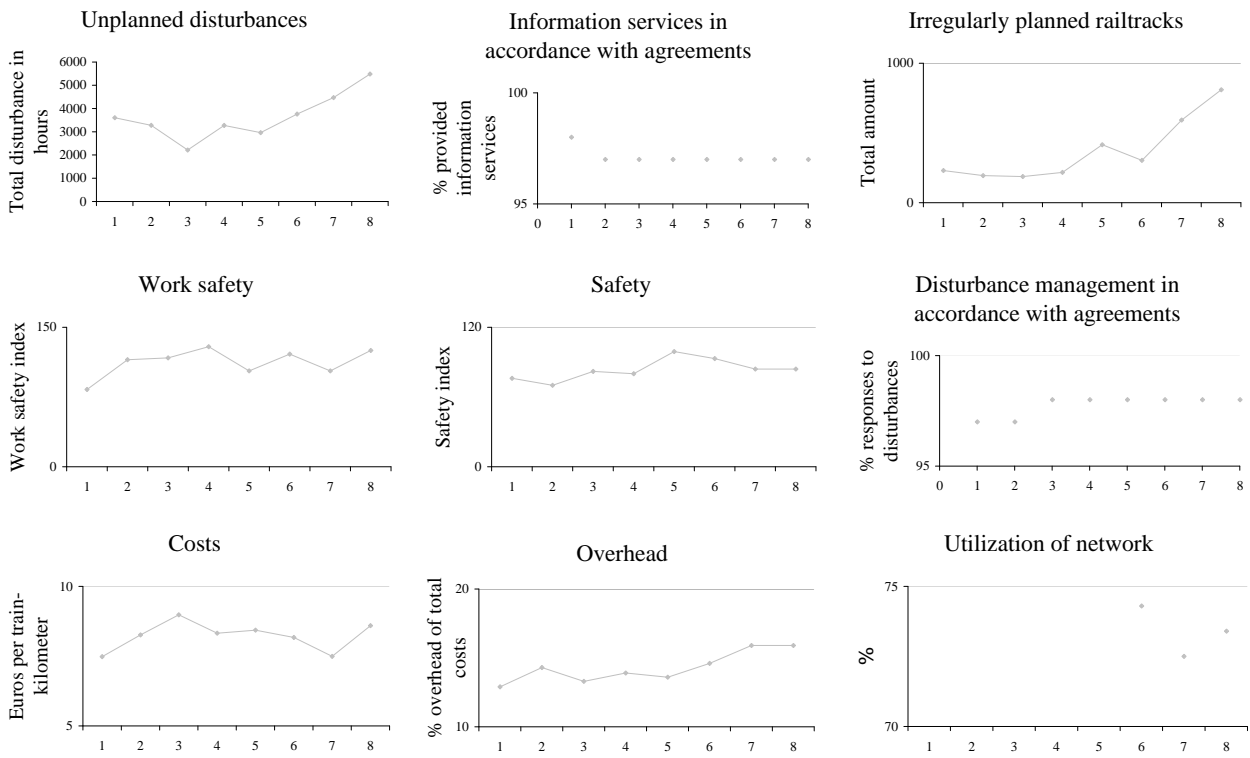 Unplanned disturbances
Total disturbance in
hours
6000
5000
4000
3000
2000
1000
0
1 2 3 4 5 6 7 8
Information services in
accordance with agreements
% provided
information
services
100
95
0 1 2 3 4 5 6 7 8
Irregularly planned railtracks
Total amount
1000
0
1 2 3 4 5 6 7 8
Work safety
Work safety index
150
0
1 2 3 4 5 6 7 8
Safety
Safety index
120
0
1 2 3 4 5 6 7 8
Disturbance management in
accordance with agreements
% responses to
disturbances
100
95
0 1 2 3 4 5 6 7 8
Costs
Euros per train-
kilometer
10
5
1 2 3 4 5 6 7 8
Overhead
% overhead of total
costs
20
10
1 2 3 4 5 6 7 8
Utilization of network
%
75
70
1 2 3 4 5 6 7 8